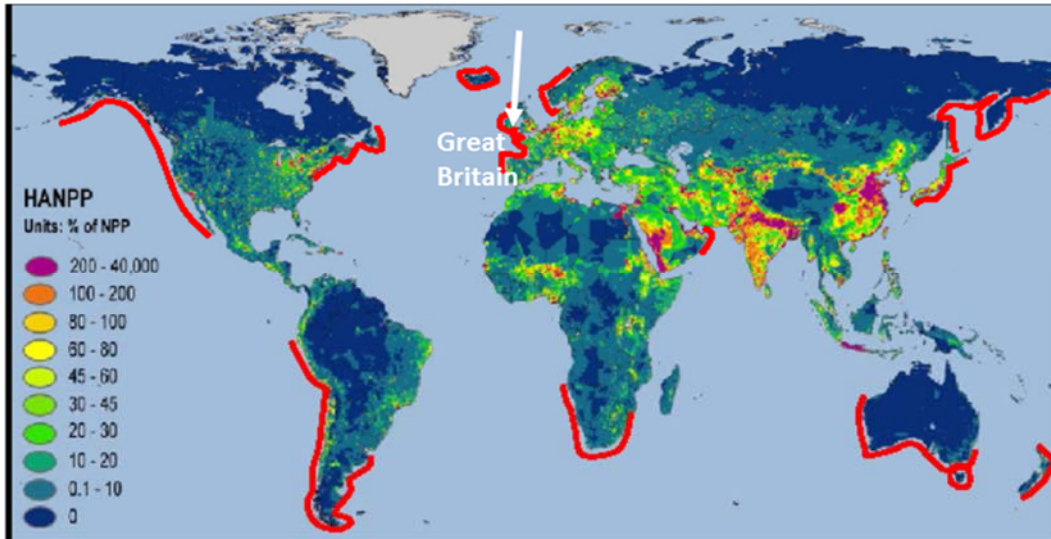 Great
Britain
HANPP
Units: % of NPP
200 - 40,000
100 - 200
80 - 100
60 - 80
45 - 60
30 - 45
20 - 30
10 - 20
0.1 - 10
0